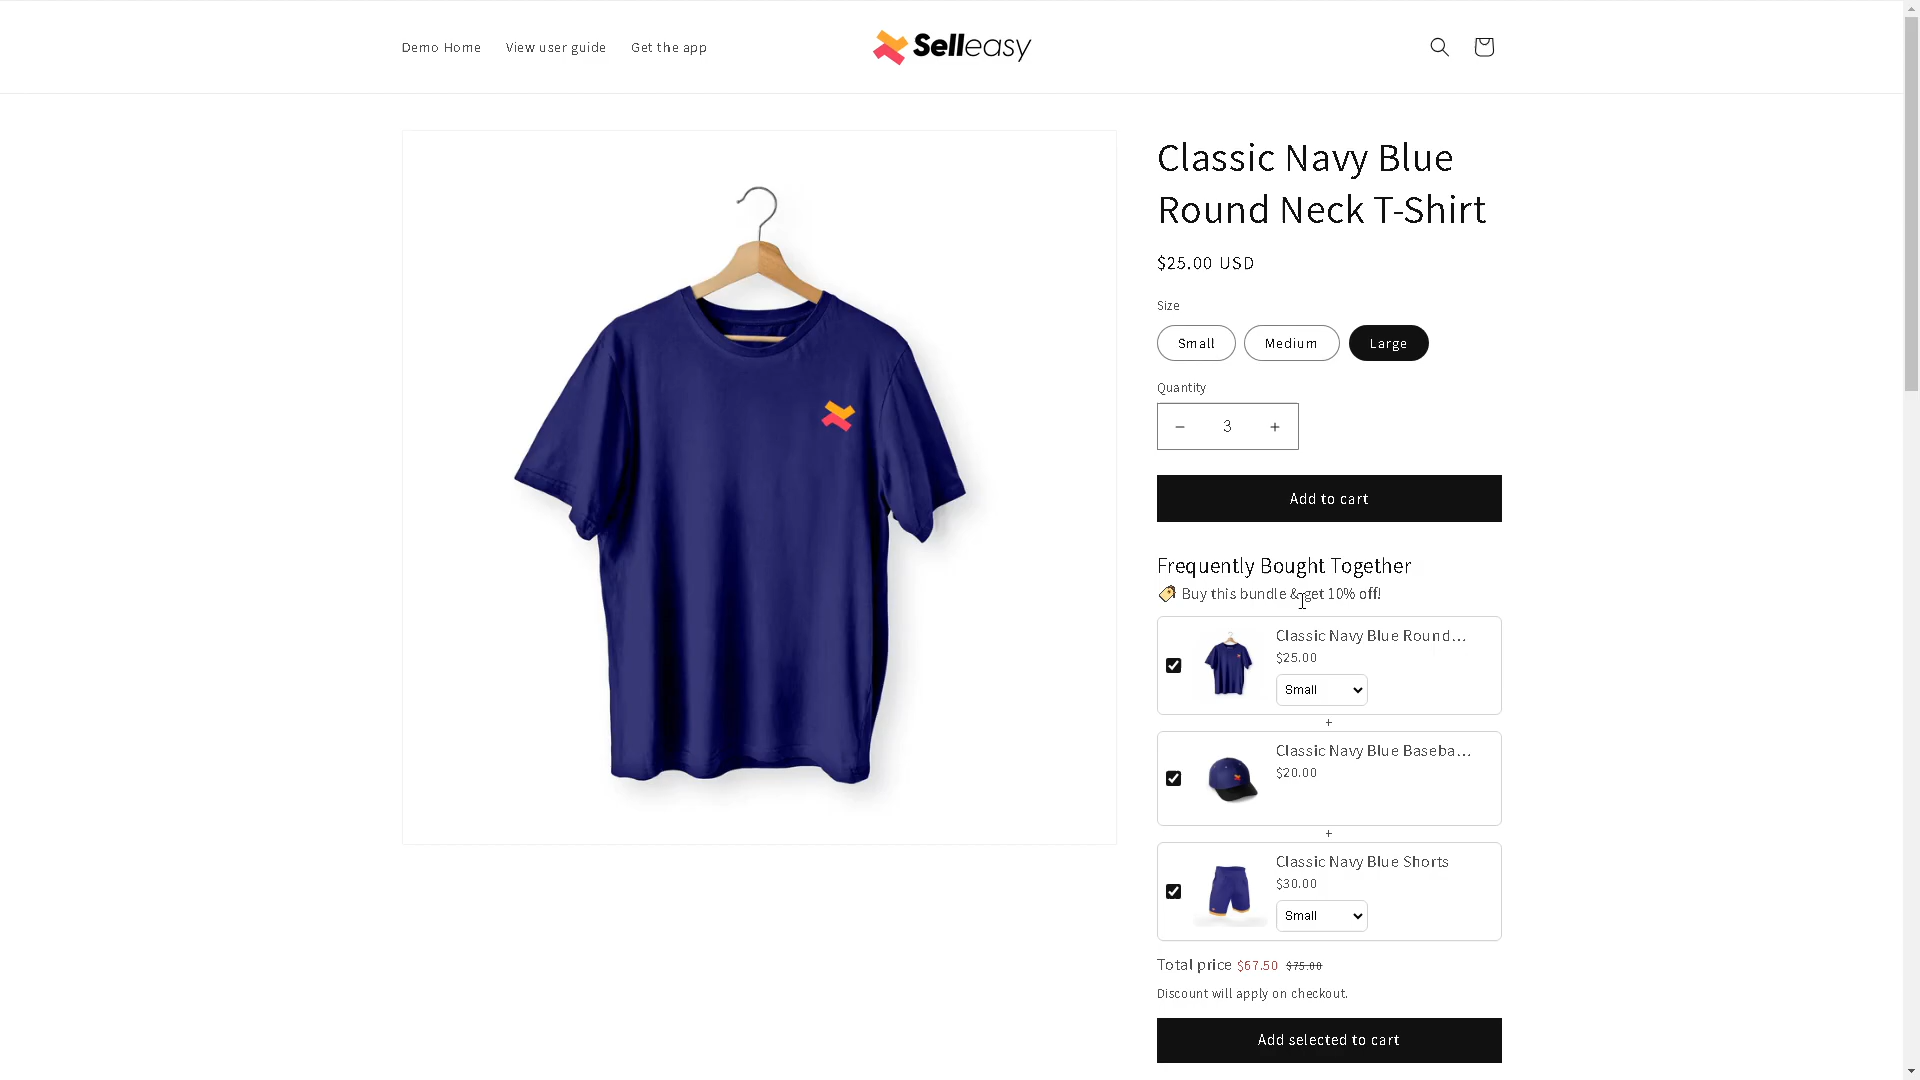 Demo Home
View user guide
Get the app
Selleasy
Classic Navy Blue
Round Neck T-Shirt
$25.00 USD
Size
Small
Medium
Large
Quantity
− 3 +
Add to cart
Frequently Bought Together
Buy this bundle & get 10% off!
Classic Navy Blue Round...
$25.00
Small
+
Classic Navy Blue Baseba...
$20.00
+
Classic Navy Blue Shorts
$30.00
Small
Total price $67.50 $75.00
Discount will apply on checkout.
Add selected to cart